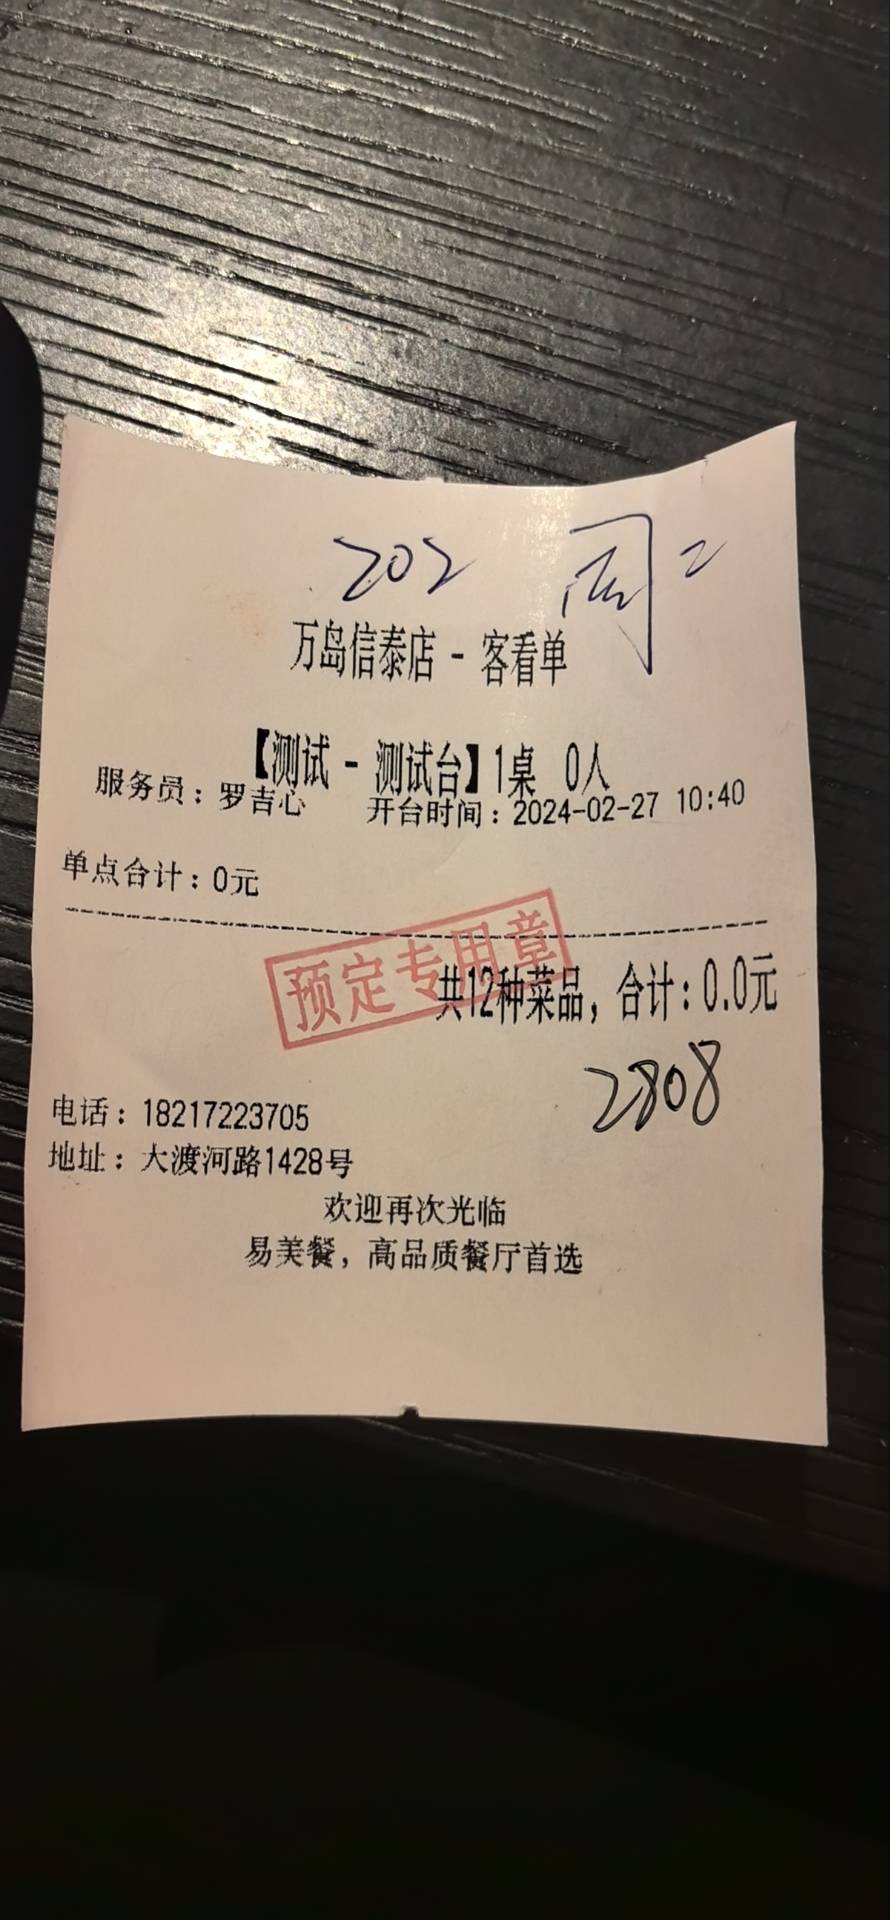 202 周二
万岛信泰店 - 客看单
【测试 - 测试台】1桌 0人
服务员：罗吉心 开台时间：2024-02-27 10:40
单点合计：0元
预定专用章
共12种菜品，合计：0.0元
2808
电话：18217223705
地址：大渡河路1428号
欢迎再次光临
易美餐，高品质餐厅首选